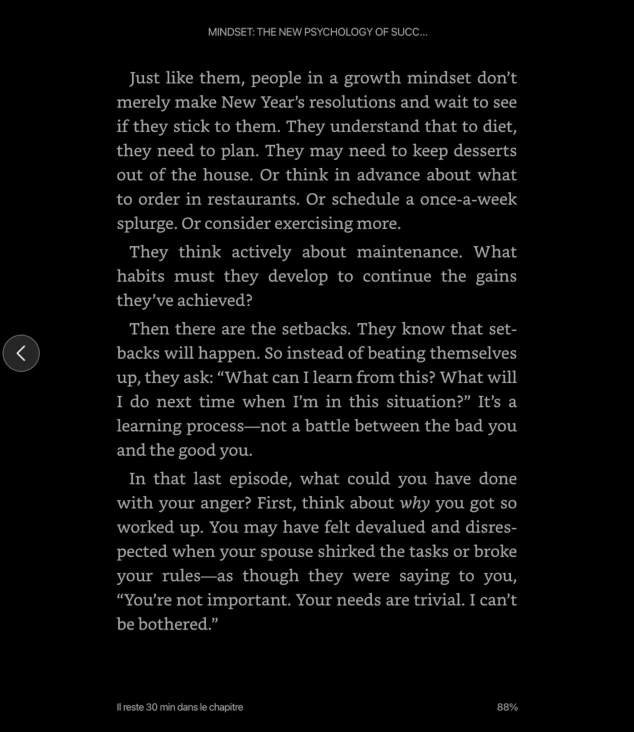 MINDSET: THE NEW PSYCHOLOGY OF SUCC...
Just like them, people in a growth mindset don’t
merely make New Year’s resolutions and wait to see
if they stick to them. They understand that to diet,
they need to plan. They may need to keep desserts
out of the house. Or think in advance about what
to order in restaurants. Or schedule a once-a-week
splurge. Or consider exercising more.
They think actively about maintenance. What
habits must they develop to continue the gains
they’ve achieved?
Then there are the setbacks. They know that set-
backs will happen. So instead of beating themselves
up, they ask: “What can I learn from this? What will
I do next time when I’m in this situation?” It’s a
learning process—not a battle between the bad you
and the good you.
In that last episode, what could you have done
with your anger? First, think about why you got so
worked up. You may have felt devalued and disres-
pected when your spouse shirked the tasks or broke
your rules—as though they were saying to you,
“You’re not important. Your needs are trivial. I can’t
be bothered.”
Il reste 30 min dans le chapitre
88%